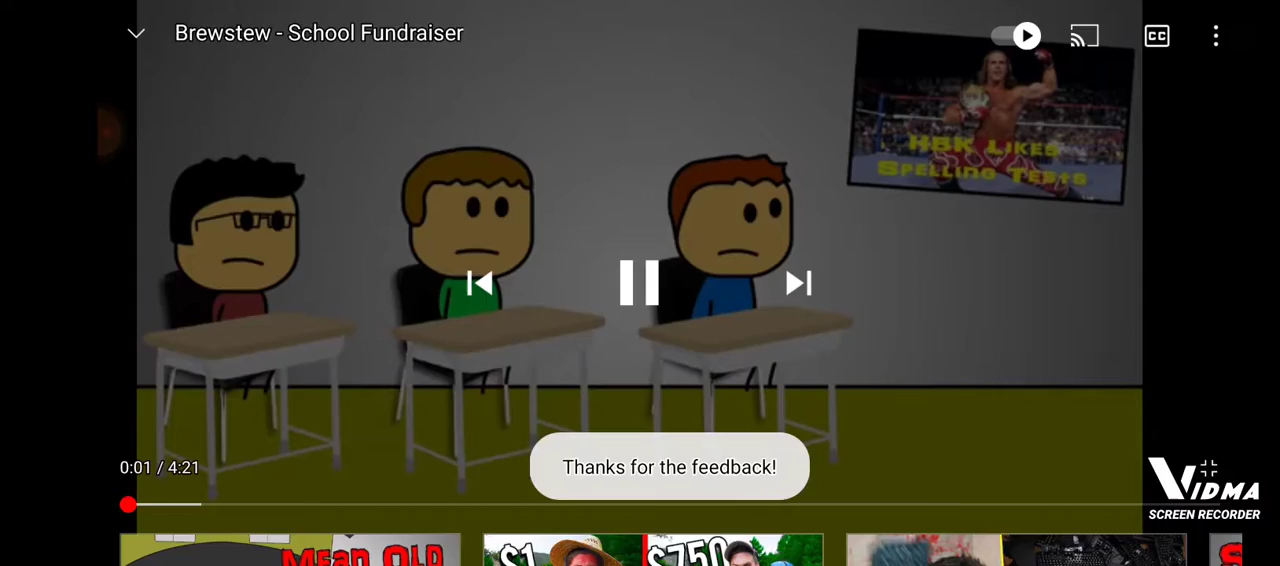 Brewstew - School Fundraiser
CC
HBK Likes
Spelling Tests
Thanks for the feedback!
0:01 / 4:21
VIDMA
SCREEN RECORDER
Mean Old
$1
$750